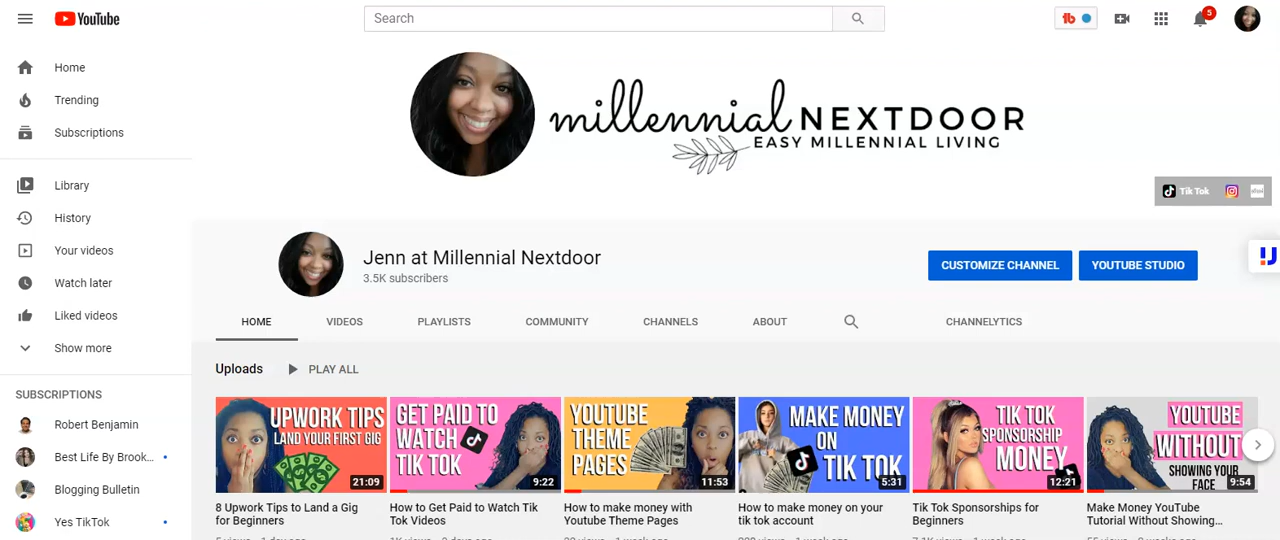 YouTube
Search
5
Home
Trending
Subscriptions
Library
History
Your videos
Watch later
Liked videos
Show more
SUBSCRIPTIONS
Robert Benjamin
Best Life By Brook...
Blogging Bulletin
Yes TikTok
millennial NEXTDOOR
EASY MILLENNIAL LIVING
Tik Tok
Jenn at Millennial Nextdoor
3.5K subscribers
CUSTOMIZE CHANNEL
YOUTUBE STUDIO
HOME
VIDEOS
PLAYLISTS
COMMUNITY
CHANNELS
ABOUT
CHANNELYTICS
Uploads
PLAY ALL
UPWORK TIPS
LAND YOUR FIRST GIG
21:09
8 Upwork Tips to Land a Gig
for Beginners
GET PAID TO
WATCH
TIK TOK
9:22
How to Get Paid to Watch Tik
Tok Videos
YOUTUBE
THEME
PAGES
11:53
How to make money with
Youtube Theme Pages
MAKE MONEY
ON
TIK TOK
5:31
How to make money on your
tik tok account
TIK TOK
SPONSORSHIP
MONEY
12:21
Tik Tok Sponsorships for
Beginners
YOUTUBE
WITHOUT
SHOWING YOUR
FACE
9:54
Make Money YouTube
Tutorial Without Showing...